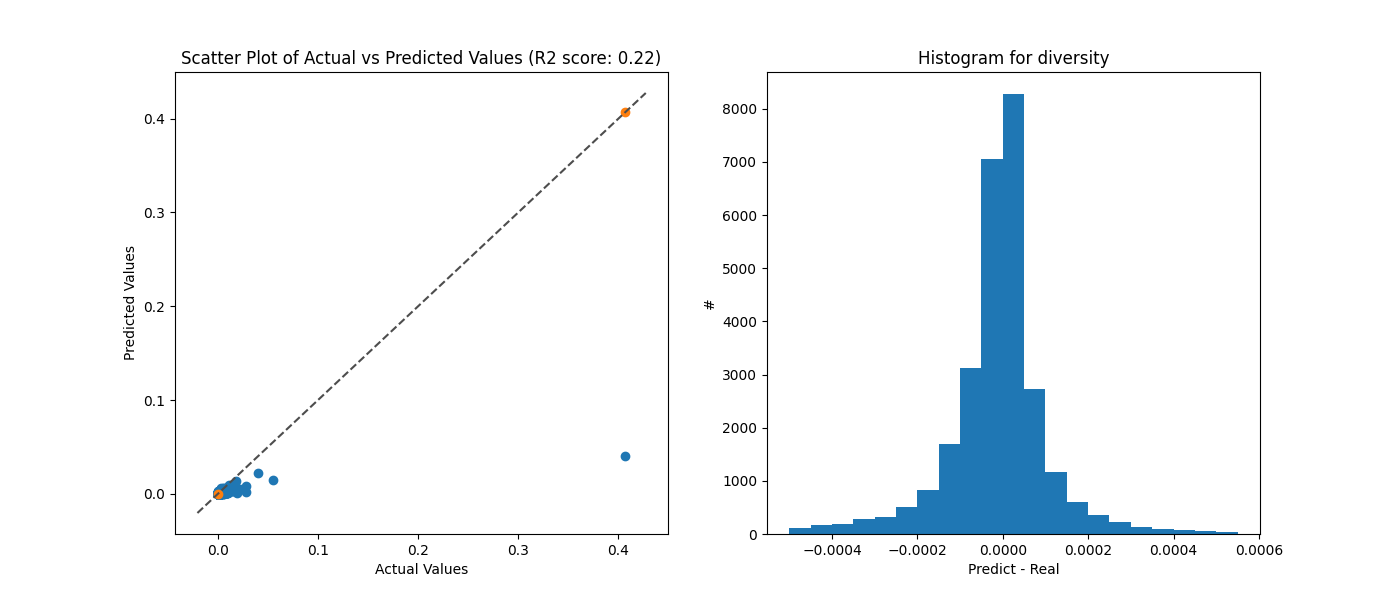 Scatter Plot of Actual vs Predicted Values (R2 score: 0.22)
0.4
0.3
0.2
0.1
0.0
Predicted Values
0.0 0.1 0.2 0.3 0.4
Actual Values
Histogram for diversity
8000
7000
6000
5000
4000
3000
2000
1000
0
#
−0.0004 −0.0002 0.0000 0.0002 0.0004 0.0006
Predict - Real